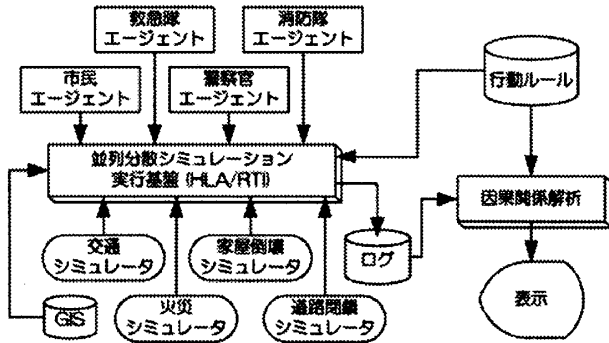 救急隊
エージェント
消防隊
エージェント
市民
エージェント
警察官
エージェント
行動ルール
並列分散シミュレーション
実行基盤 (HLA/RTI)
因果関係解析
交通
シミュレータ
家屋倒壊
シミュレータ
ログ
GIS
火災
シミュレータ
道路閉鎖
シミュレータ
表示